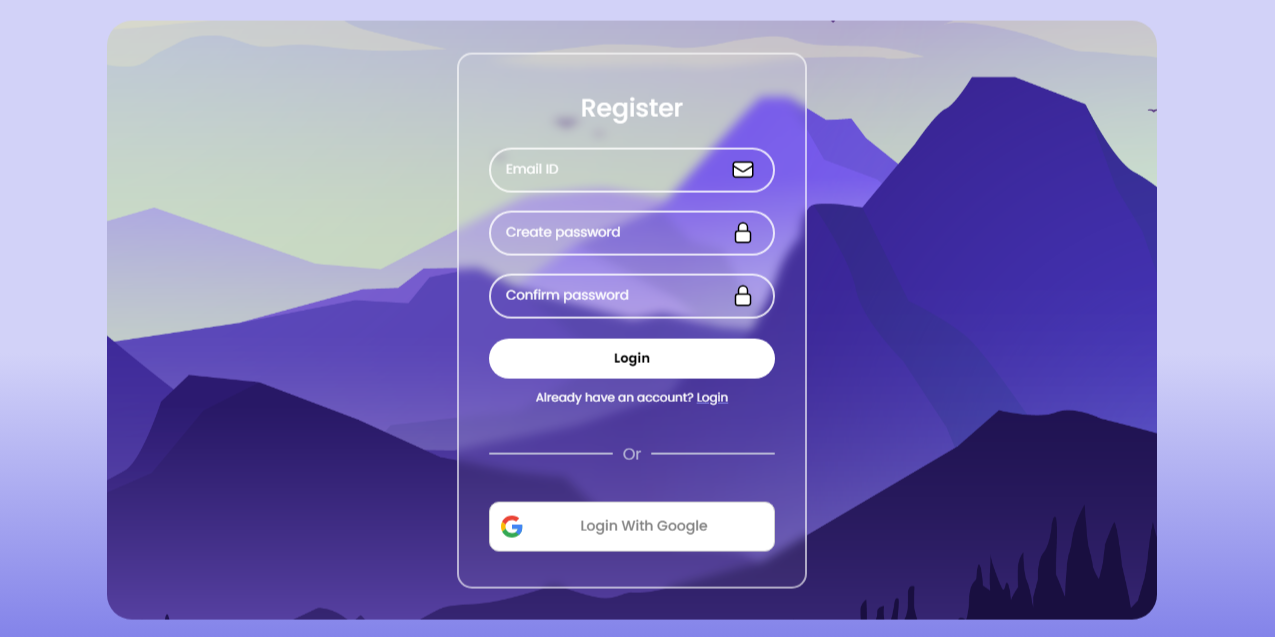 Register
Email ID
Create password
Confirm password
Login
Already have an account? Login
Or
Login With Google